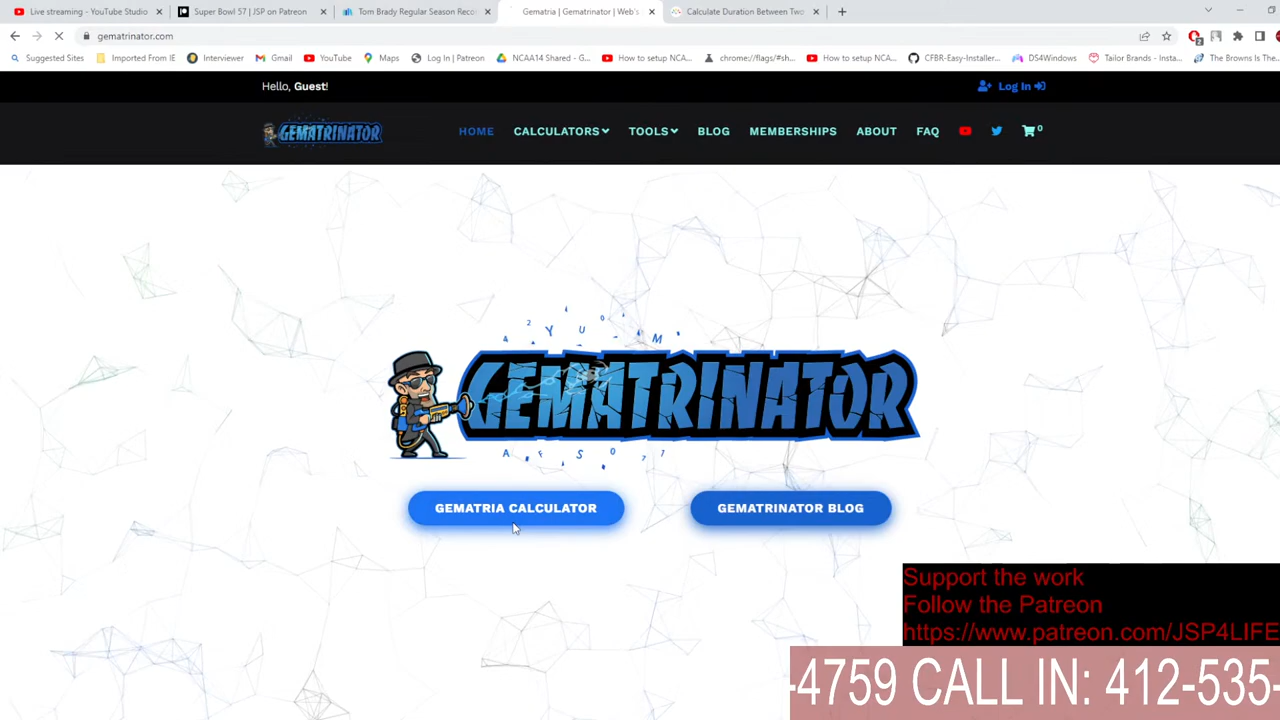 Live streaming - YouTube Studio
Super Bowl 57 | JSP on Patreon
Tom Brady Regular Season Reco
Gematria | Gematrinator | Web's
Calculate Duration Between Two
gematrinator.com
Suggested Sites
Imported From IE
Interviewer
Gmail
YouTube
Maps
Log In | Patreon
NCAA14 Shared - G...
How to setup NCA...
chrome://flags/#sh...
How to setup NCA...
CFBR-Easy-Installer...
DS4Windows
Tailor Brands - Insta...
The Browns Is The...
Hello, Guest!
Log In
GEMATRINATOR
HOME
CALCULATORS
TOOLS
BLOG
MEMBERSHIPS
ABOUT
FAQ
0
2 Y U 0 M
GEMATRINATOR
A F S 0
GEMATRIA CALCULATOR
GEMATRINATOR BLOG
Support the work
Follow the Patreon
https://www.patreon.com/JSP4LIFE
-4759 CALL IN: 412-535-